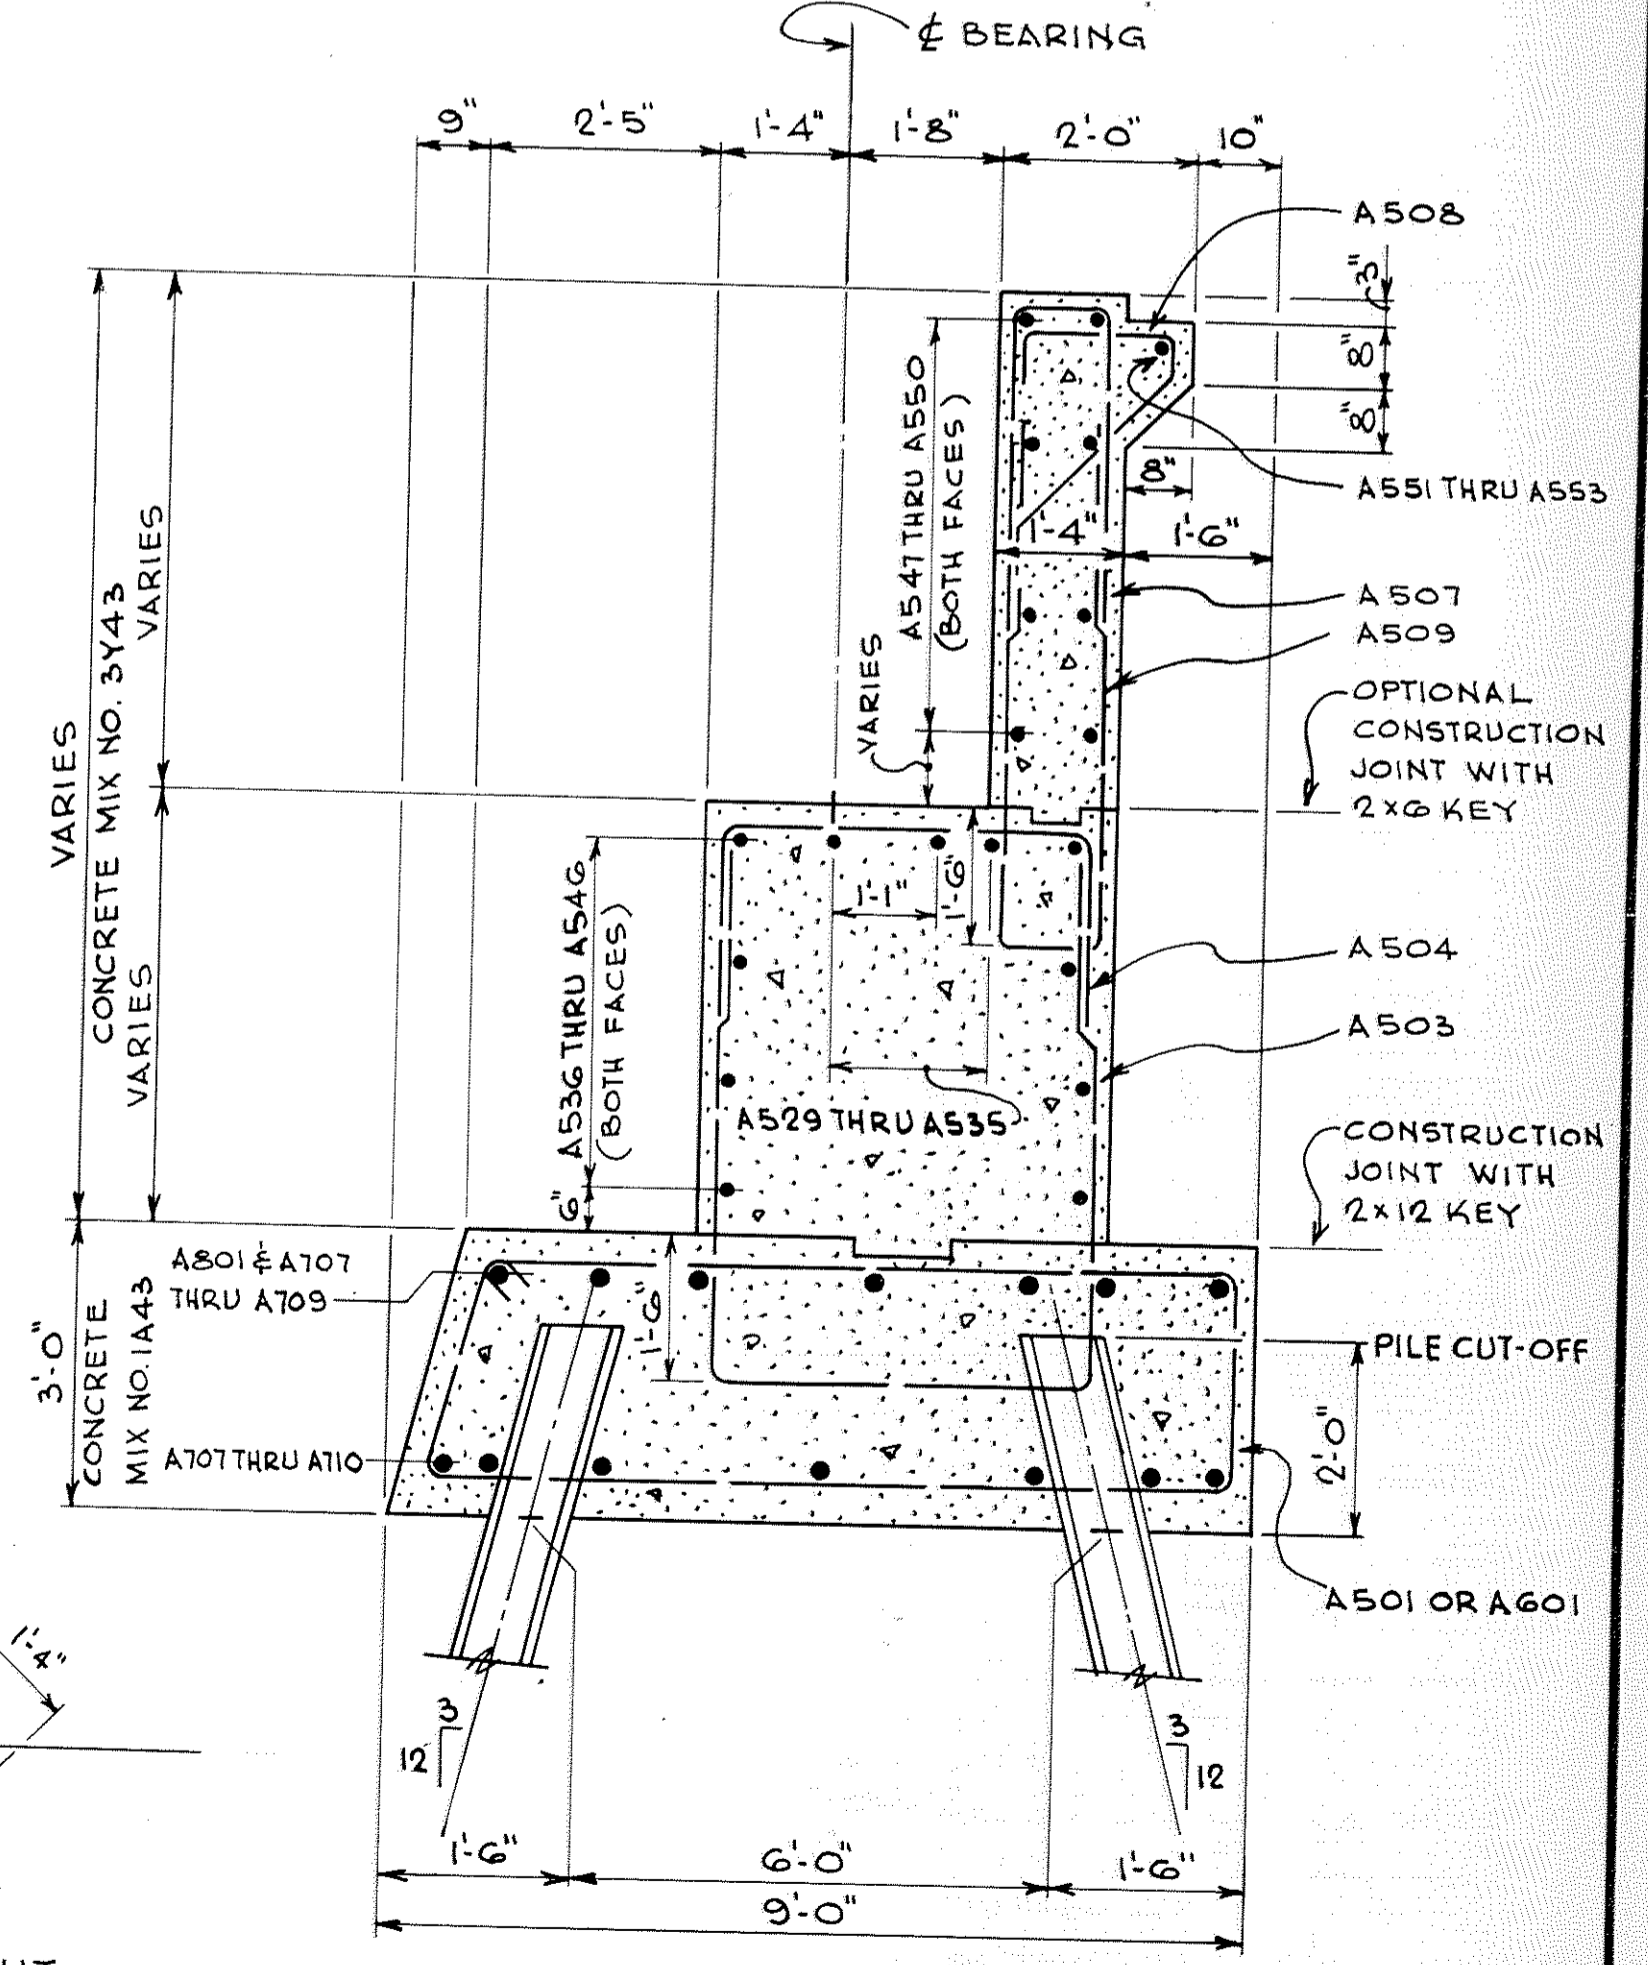 ℄ BEARING
9" 2'-5" 1'-4" 1'-8" 2'-0" 10"
A508
3"
8"
8"
A551 THRU A553
8"
1'-4" 1'-6"
A547 THRU A550
(BOTH FACES)
VARIES
A507
A509
OPTIONAL
CONSTRUCTION
JOINT WITH
2×6 KEY
VARIES
CONCRETE MIX NO. 3Y43
VARIES
VARIES
A536 THRU A546
(BOTH FACES)
6"
1'-1"
1'-6"
A529 THRU A535
A504
A503
CONSTRUCTION
JOINT WITH
2×12 KEY
A801 & A707
THRU A709
3'-0"
CONCRETE
MIX NO. 1A43
A707 THRU A710
1'-6"
PILE CUT-OFF
2'-0"
A501 OR A601
1'-4"
3
12
3
12
1'-6" 6'-0" 1'-6"
9'-0"